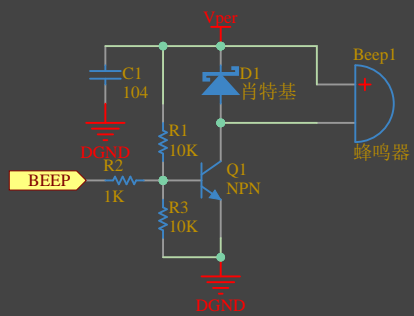 Vper
Beep1
C1
104
D1
肖特基
R1
10K
DGND
蜂鸣器
R2
Q1
BEEP
NPN
1K
R3
10K
DGND